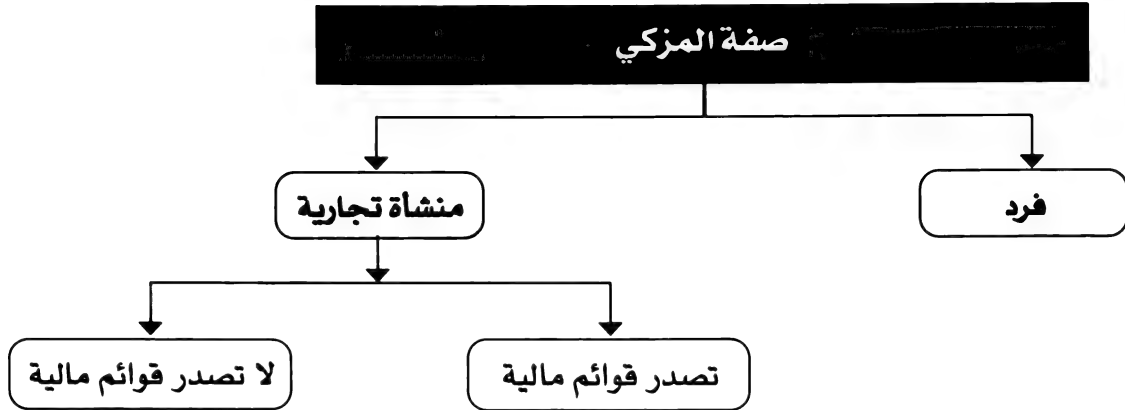 صفة المزكي
فرد
منشأة تجارية
تصدر قوائم مالية
لا تصدر قوائم مالية